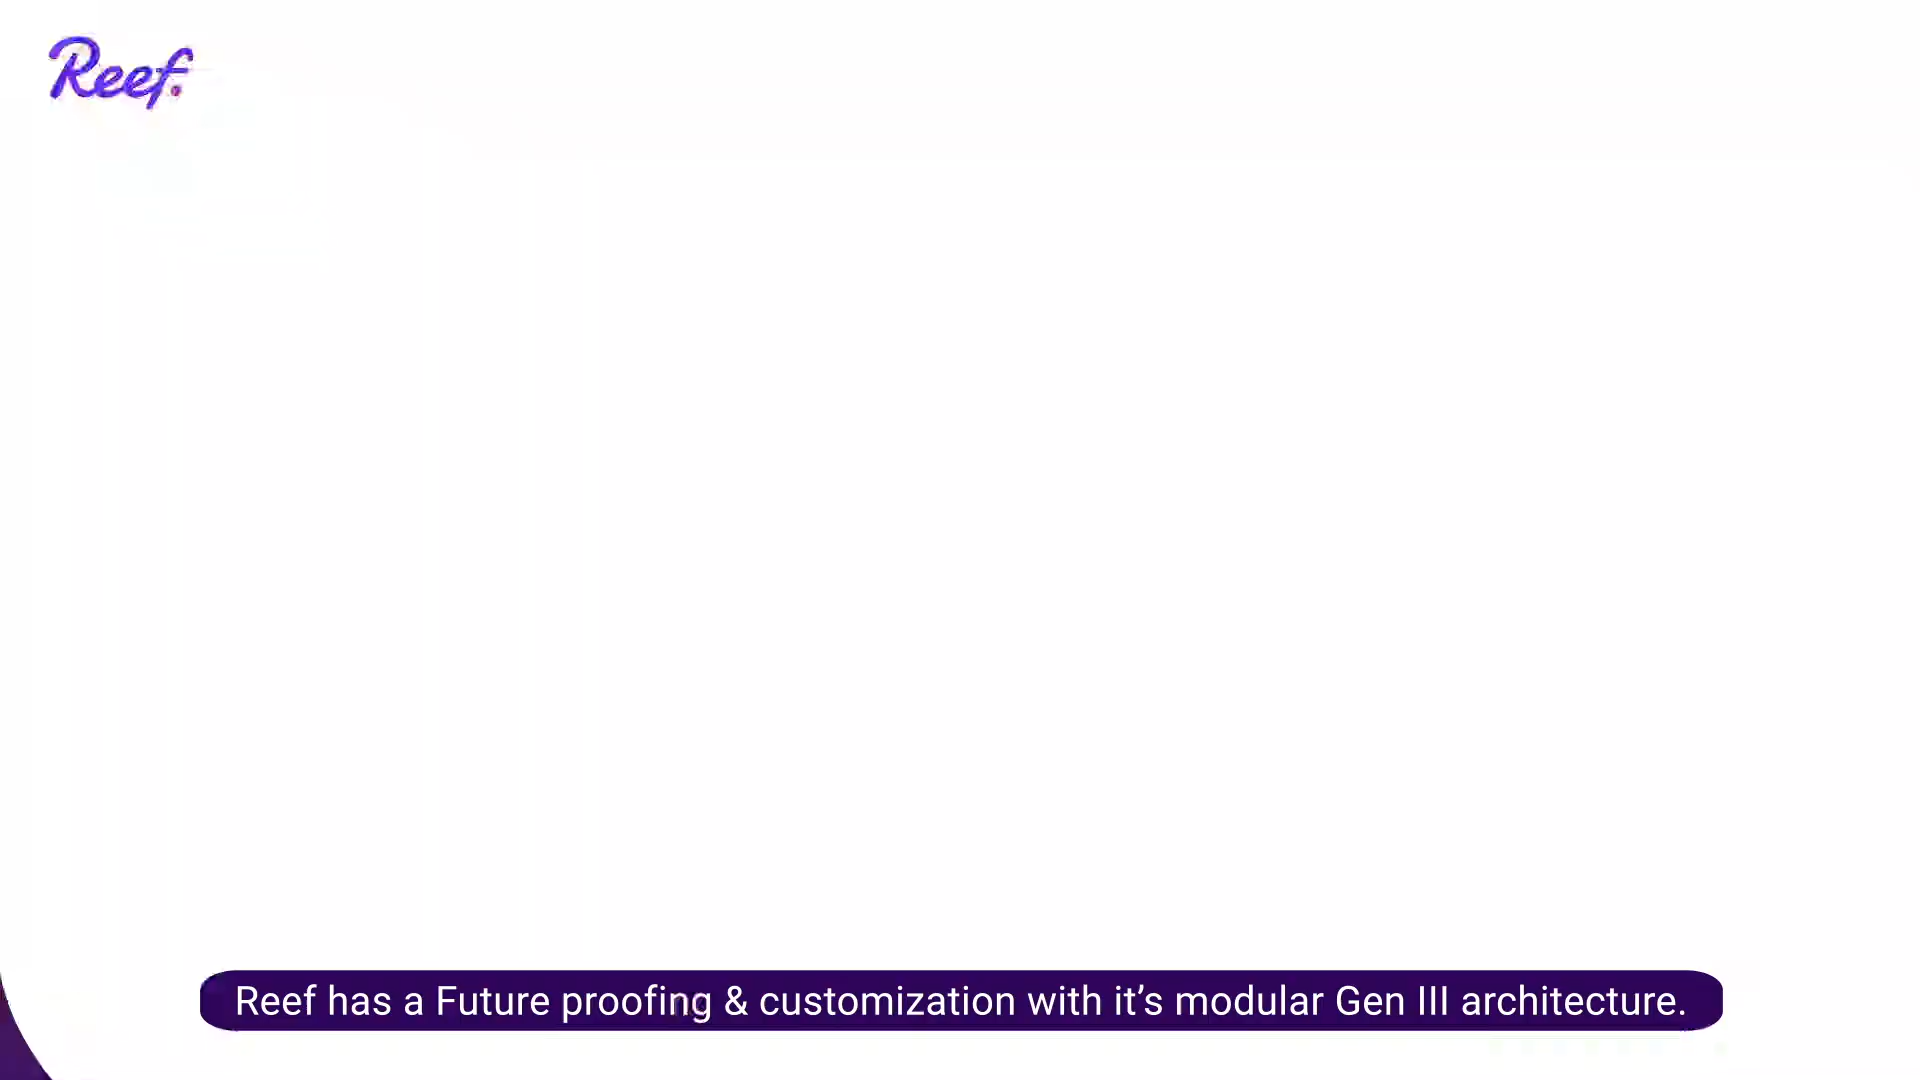 Reef.
Reef has a Future proofing & customization with it’s modular Gen III architecture.